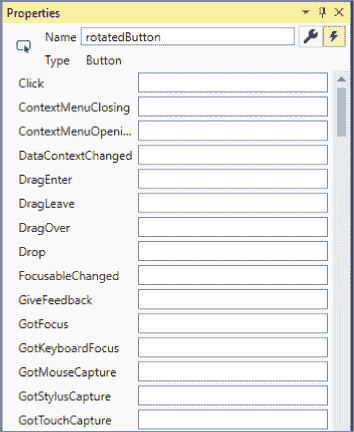 Properties
Name rotatedButton
Type Button
Click
ContextMenuClosing
ContextMenuOpeni...
DataContextChanged
DragEnter
DragLeave
DragOver
Drop
FocusableChanged
GiveFeedback
GotFocus
GotKeyboardFocus
GotMouseCapture
GotStylusCapture
GotTouchCapture